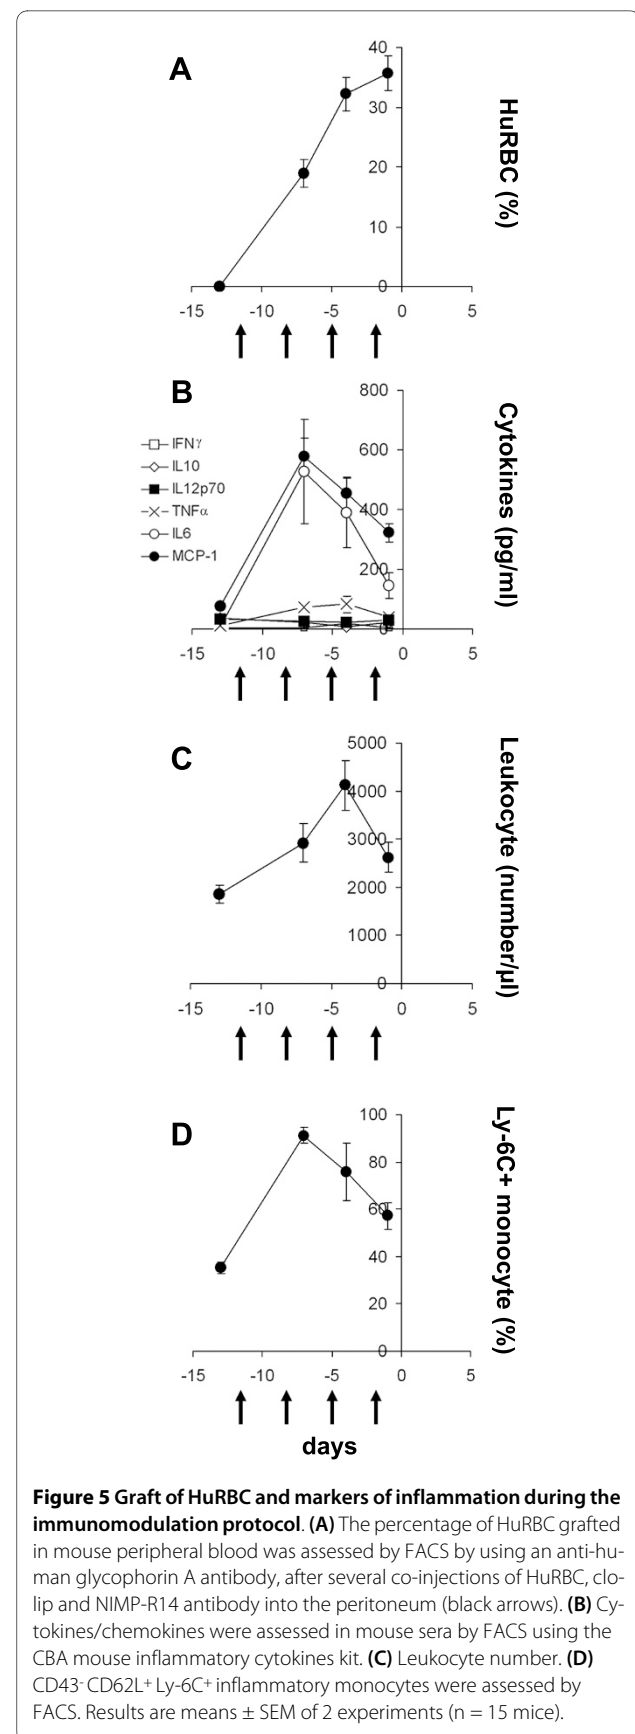 A
40
30
20
10
0
HuRBC (%)
-15 -10 -5 0 5
B
800
600
400
200
0
Cytokines (pg/ml)
IFNγ
IL10
IL12p70
TNFα
IL6
MCP-1
-15 -10 -5 0 5
C
5000
4000
3000
2000
1000
0
Leukocyte (number/µl)
-15 -10 -5 0 5
D
100
80
60
40
20
0
Ly-6C+ monocyte (%)
-15 -10 -5 0 5
days
Figure 5 Graft of HuRBC and markers of inflammation during the
immunomodulation protocol. (A) The percentage of HuRBC grafted
in mouse peripheral blood was assessed by FACS by using an anti-hu-
man glycophorin A antibody, after several co-injections of HuRBC, clo-
lip and NIMP-R14 antibody into the peritoneum (black arrows). (B) Cy-
tokines/chemokines were assessed in mouse sera by FACS using the
CBA mouse inflammatory cytokines kit. (C) Leukocyte number. (D)
CD43- CD62L+ Ly-6C+ inflammatory monocytes were assessed by
FACS. Results are means ± SEM of 2 experiments (n = 15 mice).